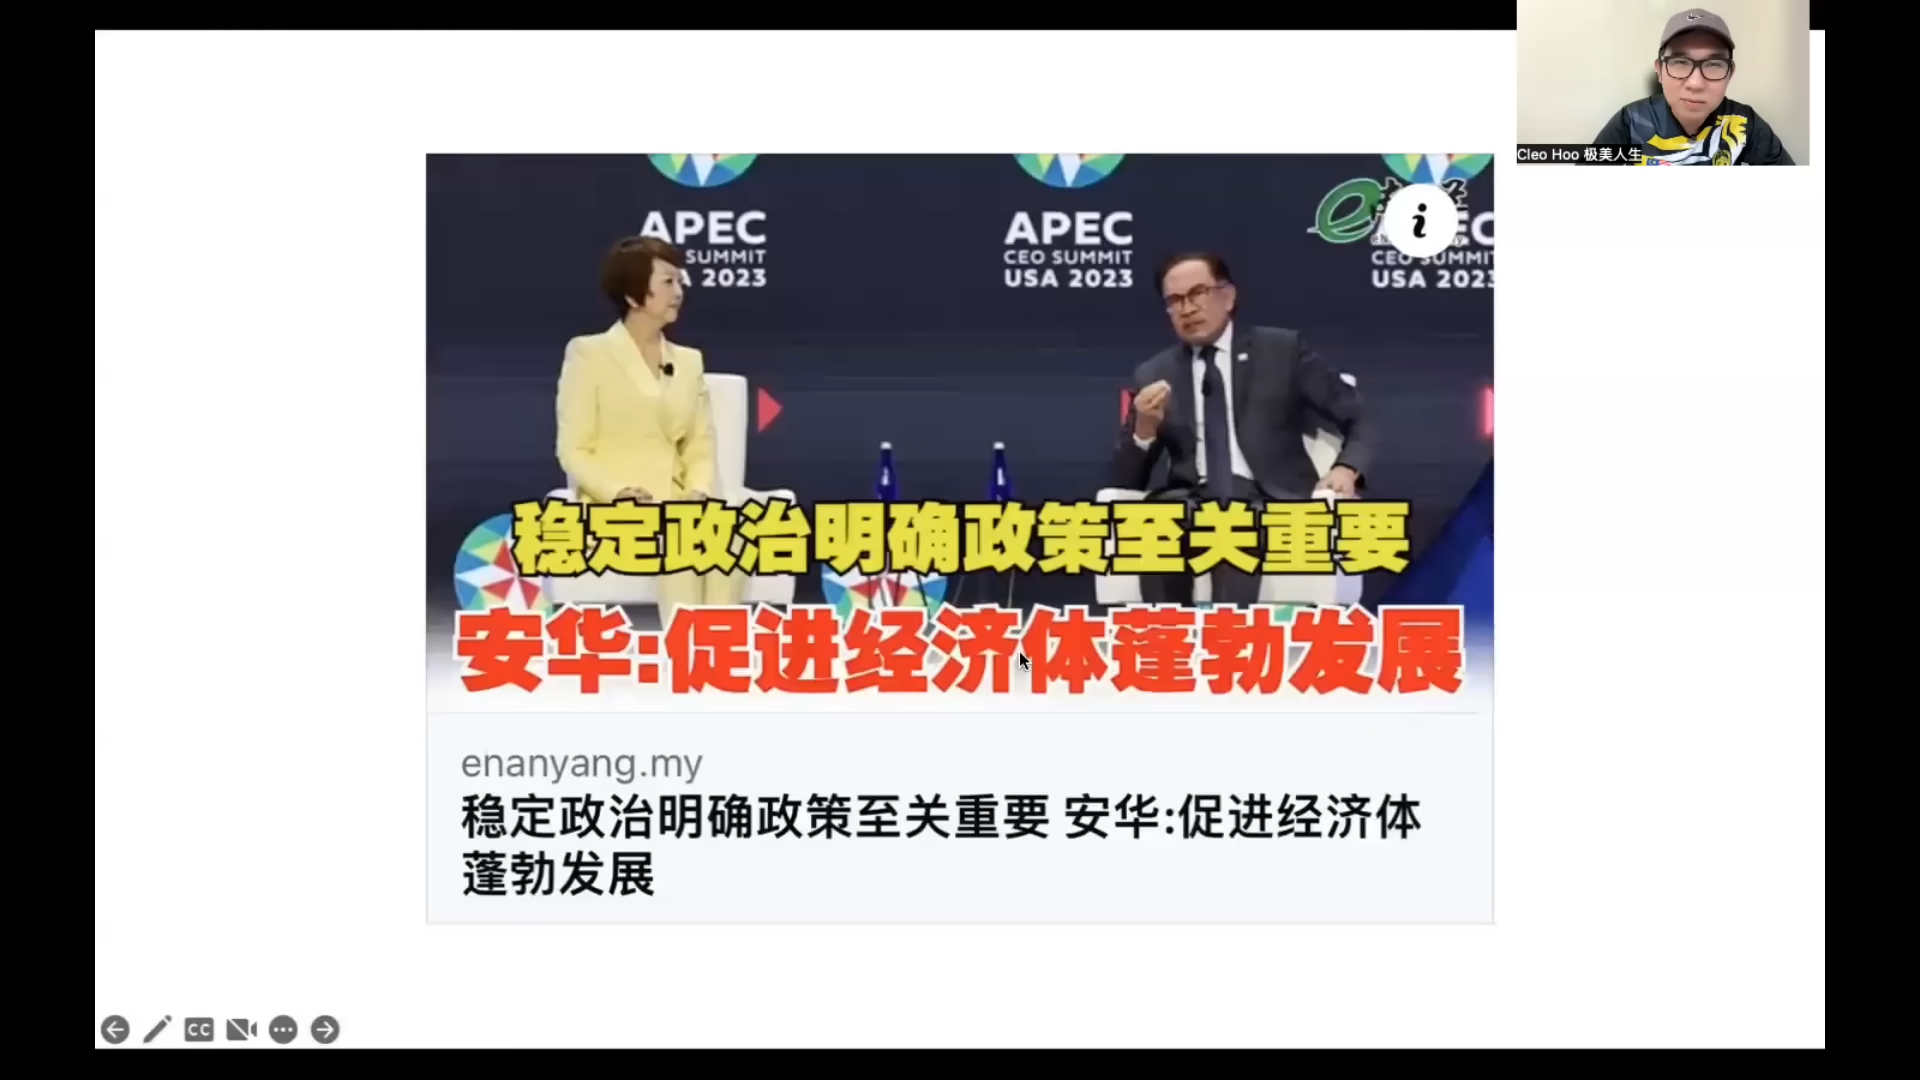 Cleo Hoo 极美人生
APEC
SUMMIT
A 2023
APEC
CEO SUMMIT
USA 2023
EC
CEO SUMMIT
USA 2023
稳定政治明确政策至关重要
安华:促进经济体蓬勃发展
enanyang.my
稳定政治明确政策至关重要 安华:促进经济体
蓬勃发展
CC